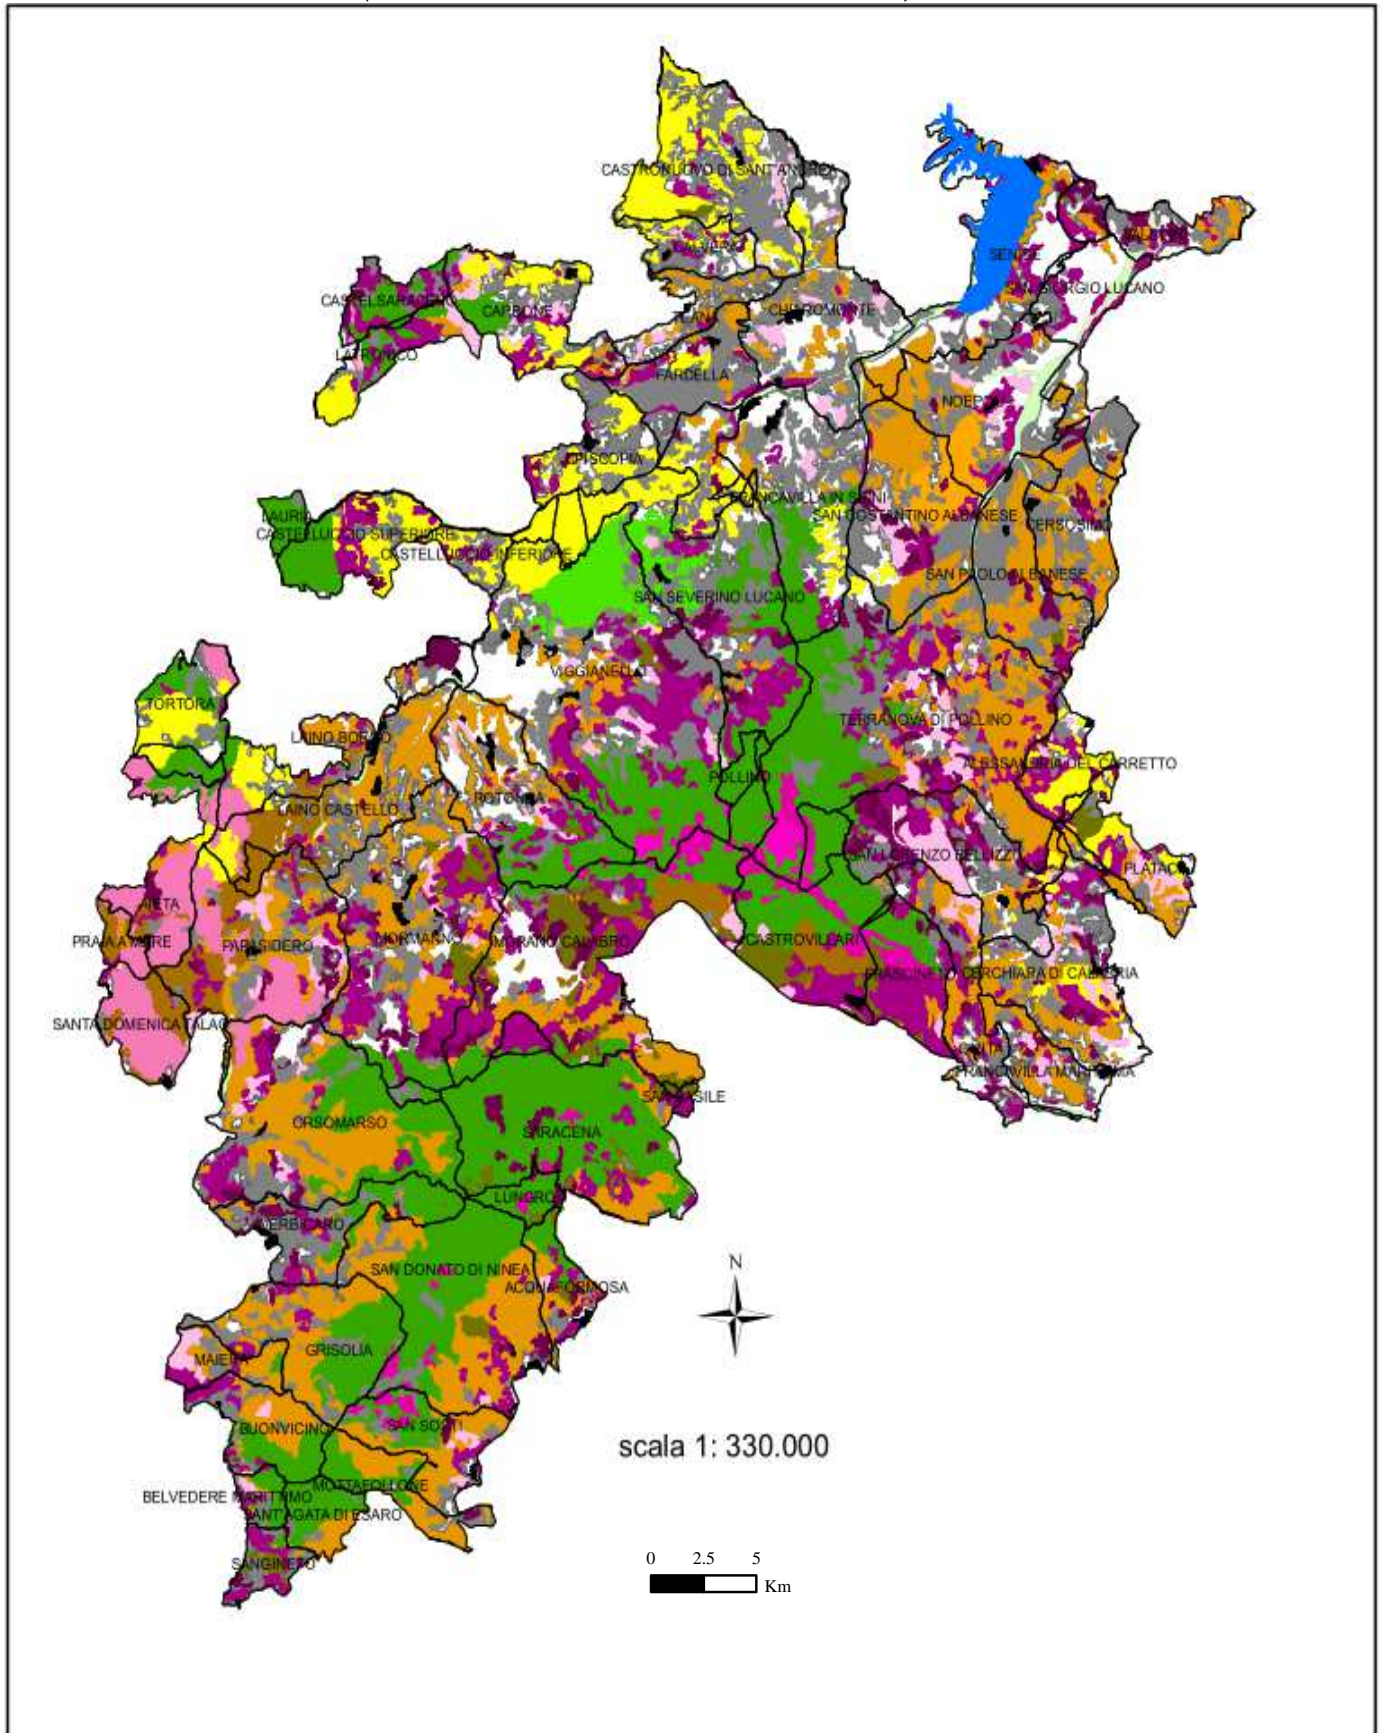 CASTRONUOVO DI SANT'ANDREA
CALVERA
SENISE
CASTELSARACENO
CARBONE
SAN GIORGIO LUCANO
CHIAROMONTE
LATRONICO
FARDELLA
NOEPOLI
EPISCOPIA
FRANCAVILLA IN SINNI
LAURIA
SAN COSTANTINO ALBANESE
CERSOSIMO
CASTELLUCCIO SUPERIORE
CASTELLUCCIO INFERIORE
SAN PAOLO ALBANESE
SAN SEVERINO LUCANO
VIGGIANELLO
TORTORA
TERRANOVA DI POLLINO
LAINO BORGO
ALESSANDRIA DEL CARRETTO
POLLINO
ROTONDA
LAINO CASTELLO
SAN LORENZO BELLIZZI
PLATACI
AIETA
PRAIA A MARE
PAPASIDERO
MORMANNO
MORANO CALABRO
CASTROVILLARI
FRASCINETO
CERCHIARA DI CALABRIA
SANTA DOMENICA TALAO
CIVITA
FRANCAVILLA MARITTIMA
SAN BASILE
ORSOMARSO
SARACENA
LUNGRO
VERBICARO
SAN DONATO DI NINEA
ACQUAFORMOSA
N
GRISOLIA
MAIERA
BUONVICINO
SAN SOSTI
scala 1: 330.000
MOTTAFOLLONE
BELVEDERE MARITTIMO
SANT'AGATA DI ESARO
SANGINETO
0 2.5 5
Km